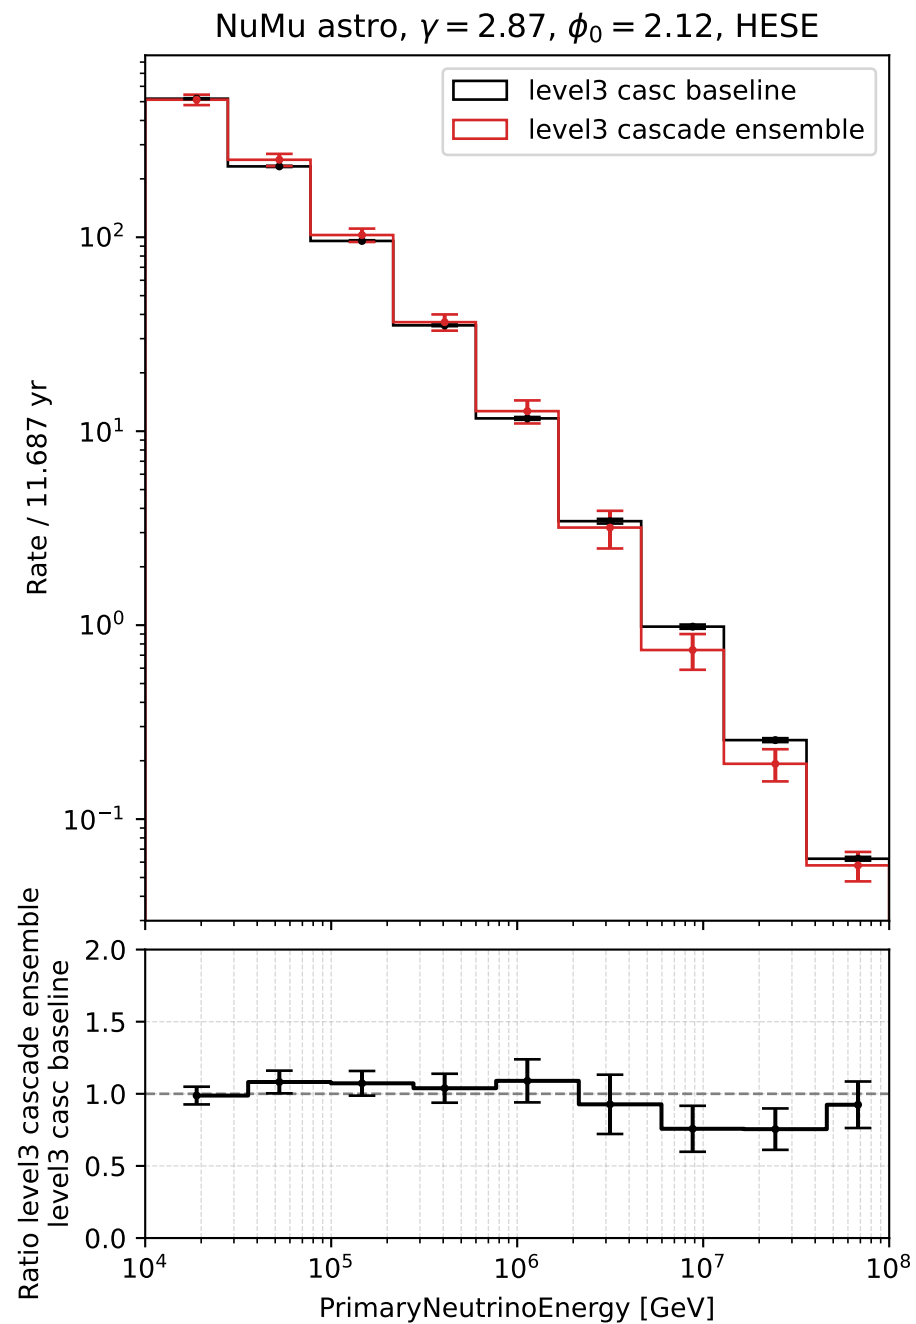 NuMu astro, γ = 2.87, ϕ₀ = 2.12, HESE
level3 casc baseline
level3 cascade ensemble
Rate / 11.687 yr
10²
10¹
10⁰
10⁻¹
Ratio level3 cascade ensemble
level3 casc baseline
2.0
1.5
1.0
0.5
0.0
10⁴ 10⁵ 10⁶ 10⁷ 10⁸
PrimaryNeutrinoEnergy [GeV]